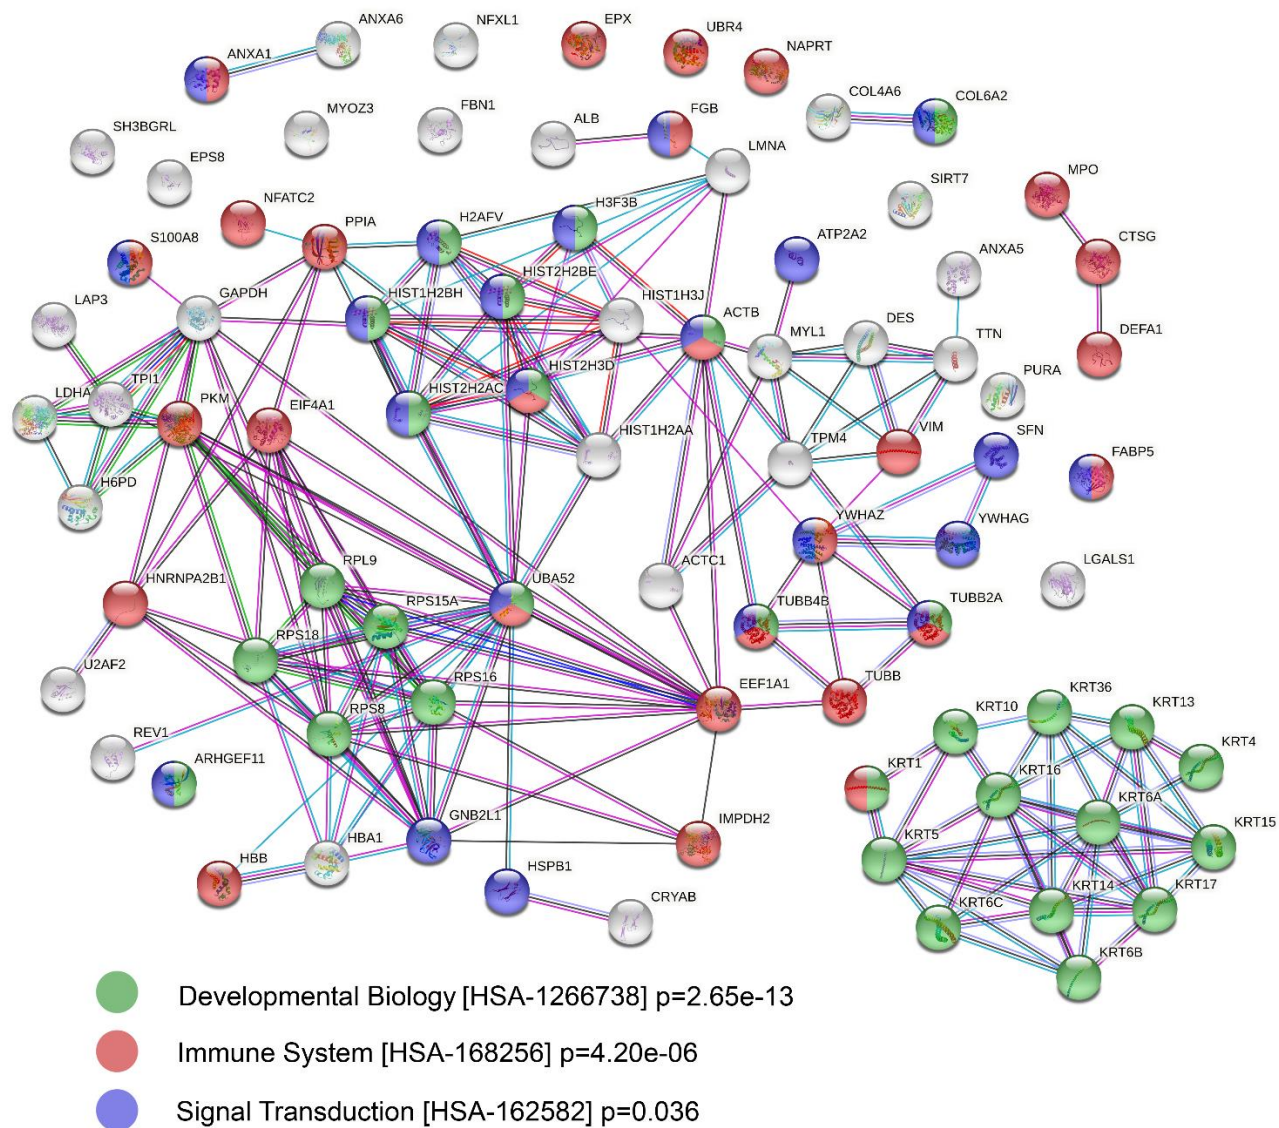 ANXA6
NFXL1
EPX
UBR4
NAPRT
ANXA1
COL4A6
COL6A2
MYOZ3
FBN1
ALB
FGB
SH3BGRL
LMNA
EPS8
SIRT7
MPO
NFATC2
PPIA
H2AFV
H3F3B
S100A8
ATP2A2
CTSG
ANXA5
HIST2H2BE
LAP3
GAPDH
HIST1H2BH
HIST1H3J
ACTB
MYL1
DES
TTN
DEFA1
HIST2H3D
TPI1
LDHA
PKM
EIF4A1
HIST2H2AC
PURA
HIST1H2AA
TPM4
VIM
SFN
H6PD
FABP5
YWHAZ
YWHAG
RPL9
UBA52
ACTC1
LGALS1
HNRNPA2B1
RPS15A
TUBB4B
TUBB2A
RPS18
U2AF2
RPS16
EEF1A1
TUBB
RPS8
KRT36
KRT10
KRT13
REV1
KRT4
ARHGEF11
KRT1
KRT16
KRT6A
GNB2L1
IMPDH2
KRT15
HBA1
KRT5
HBB
HSPB1
KRT14
KRT17
CRYAB
KRT6C
KRT6B
Developmental Biology [HSA-1266738] p=2.65e-13
Immune System [HSA-168256] p=4.20e-06
Signal Transduction [HSA-162582] p=0.036